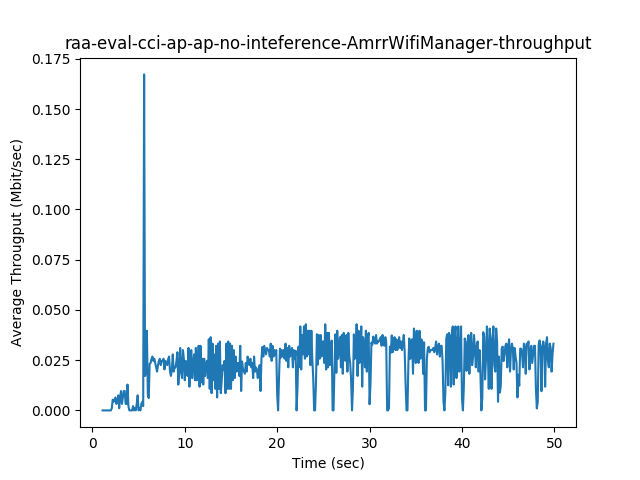 raa-eval-cci-ap-ap-no-inteference-AmrrWifiManager-throughput
0.175
0.150
0.125
0.100
0.075
0.050
0.025
0.000
Average Througput (Mbit/sec)
0 10 20 30 40 50
Time (sec)